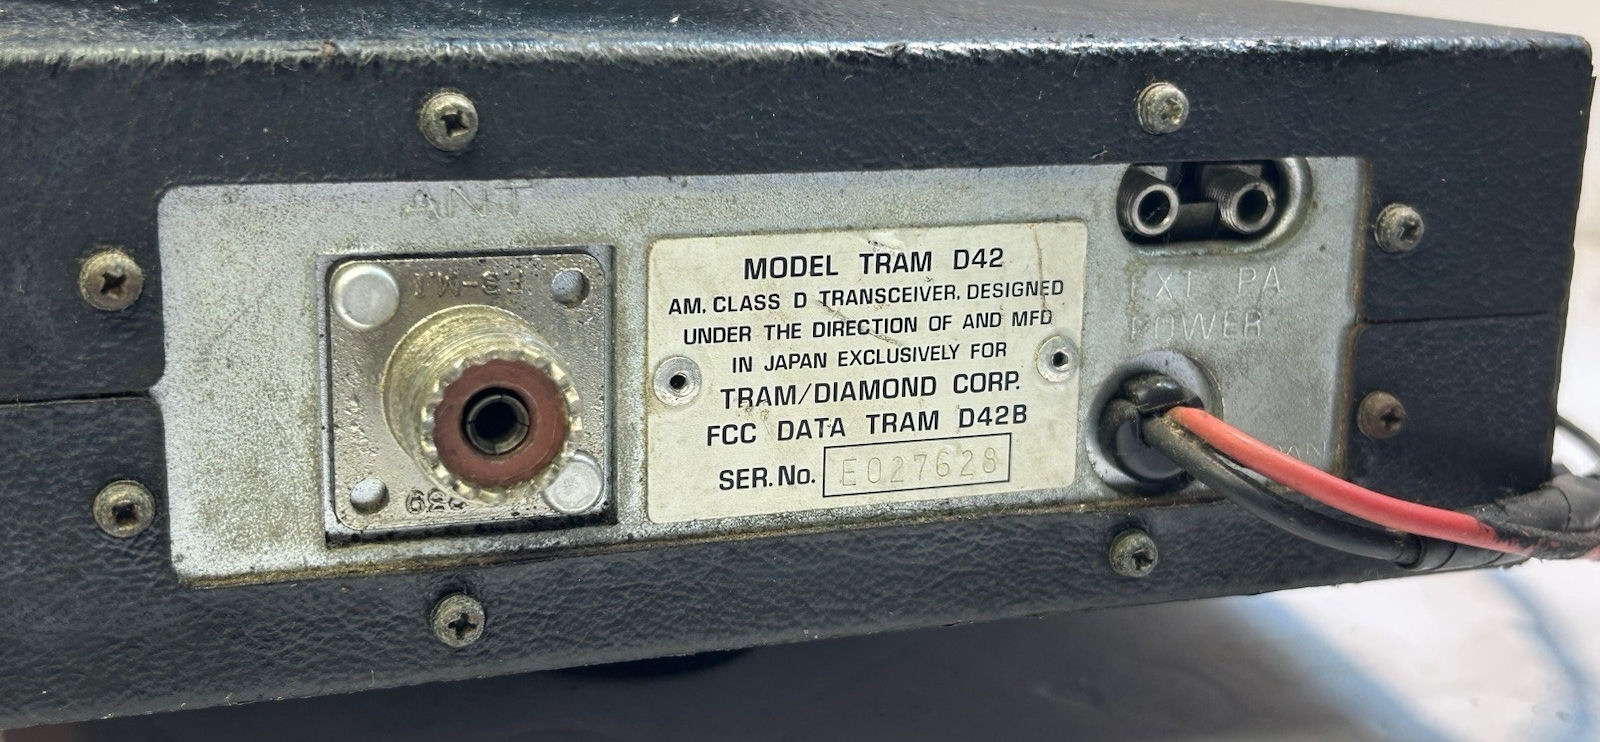 ANT
MODEL TRAM D42
AM. CLASS D TRANSCEIVER, DESIGNED
UNDER THE DIRECTION OF AND MFD
IN JAPAN EXCLUSIVELY FOR
TRAM/DIAMOND CORP.
FCC DATA TRAM D42B
SER. No. E027628
EXT PA
POWER